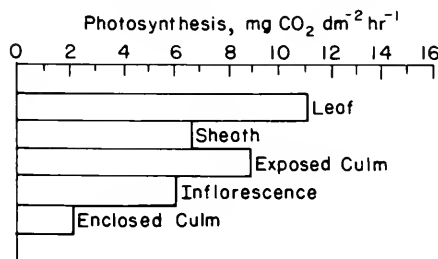 Photosynthesis, mg CO₂ dm⁻² hr⁻¹
0 2 4 6 8 10 12 14 16
Leaf
Sheath
Exposed Culm
Inflorescence
Enclosed Culm